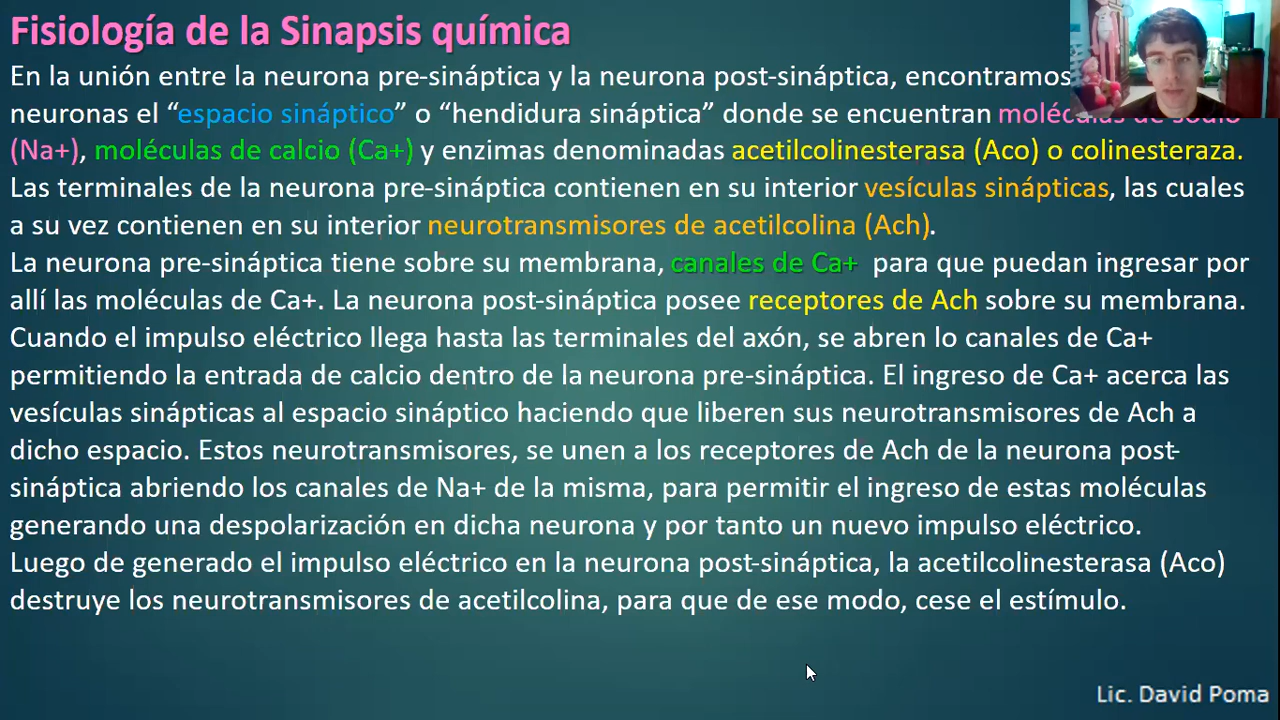 Fisiología de la Sinapsis química
En la unión entre la neurona pre-sináptica y la neurona post-sináptica, encontramos
neuronas el “espacio sináptico” o “hendidura sináptica” donde se encuentran moléculas de sodio
(Na+), moléculas de calcio (Ca+) y enzimas denominadas acetilcolinesterasa (Aco) o colinesteraza.
Las terminales de la neurona pre-sináptica contienen en su interior vesículas sinápticas, las cuales
a su vez contienen en su interior neurotransmisores de acetilcolina (Ach).
La neurona pre-sináptica tiene sobre su membrana, canales de Ca+ para que puedan ingresar por
allí las moléculas de Ca+. La neurona post-sináptica posee receptores de Ach sobre su membrana.
Cuando el impulso eléctrico llega hasta las terminales del axón, se abren lo canales de Ca+
permitiendo la entrada de calcio dentro de la neurona pre-sináptica. El ingreso de Ca+ acerca las
vesículas sinápticas al espacio sináptico haciendo que liberen sus neurotransmisores de Ach a
dicho espacio. Estos neurotransmisores, se unen a los receptores de Ach de la neurona post-
sináptica abriendo los canales de Na+ de la misma, para permitir el ingreso de estas moléculas
generando una despolarización en dicha neurona y por tanto un nuevo impulso eléctrico.
Luego de generado el impulso eléctrico en la neurona post-sináptica, la acetilcolinesterasa (Aco)
destruye los neurotransmisores de acetilcolina, para que de ese modo, cese el estímulo.
Lic. David Poma